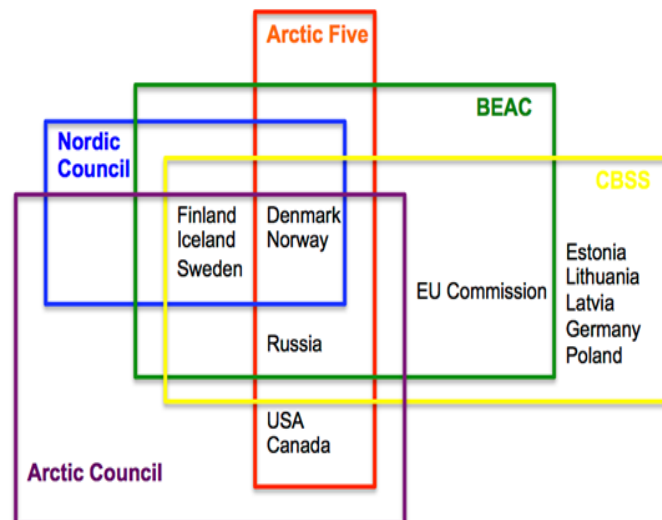 Arctic Five
BEAC
Nordic
Council
CBSS
Finland
Iceland
Sweden
Denmark
Norway
Estonia
Lithuania
Latvia
Germany
Poland
EU Commission
Russia
USA
Canada
Arctic Council